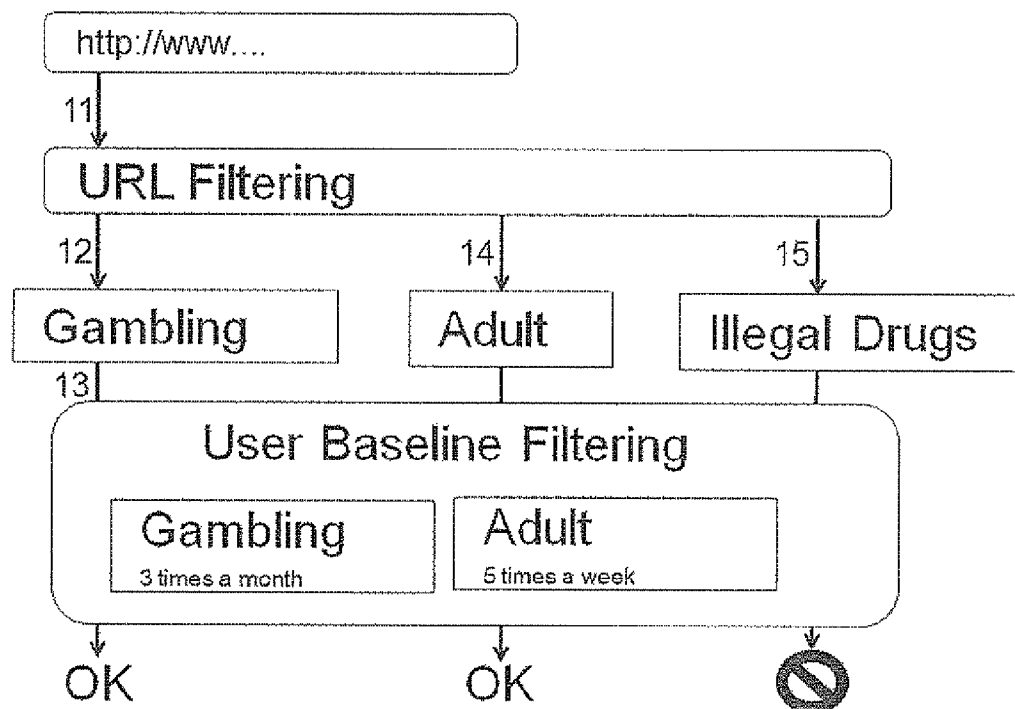 http://www....
11
URL Filtering
12
14
15
Gambling
Adult
Illegal Drugs
13
User Baseline Filtering
Gambling
Adult
3 times a month
5 times a week
OK
OK